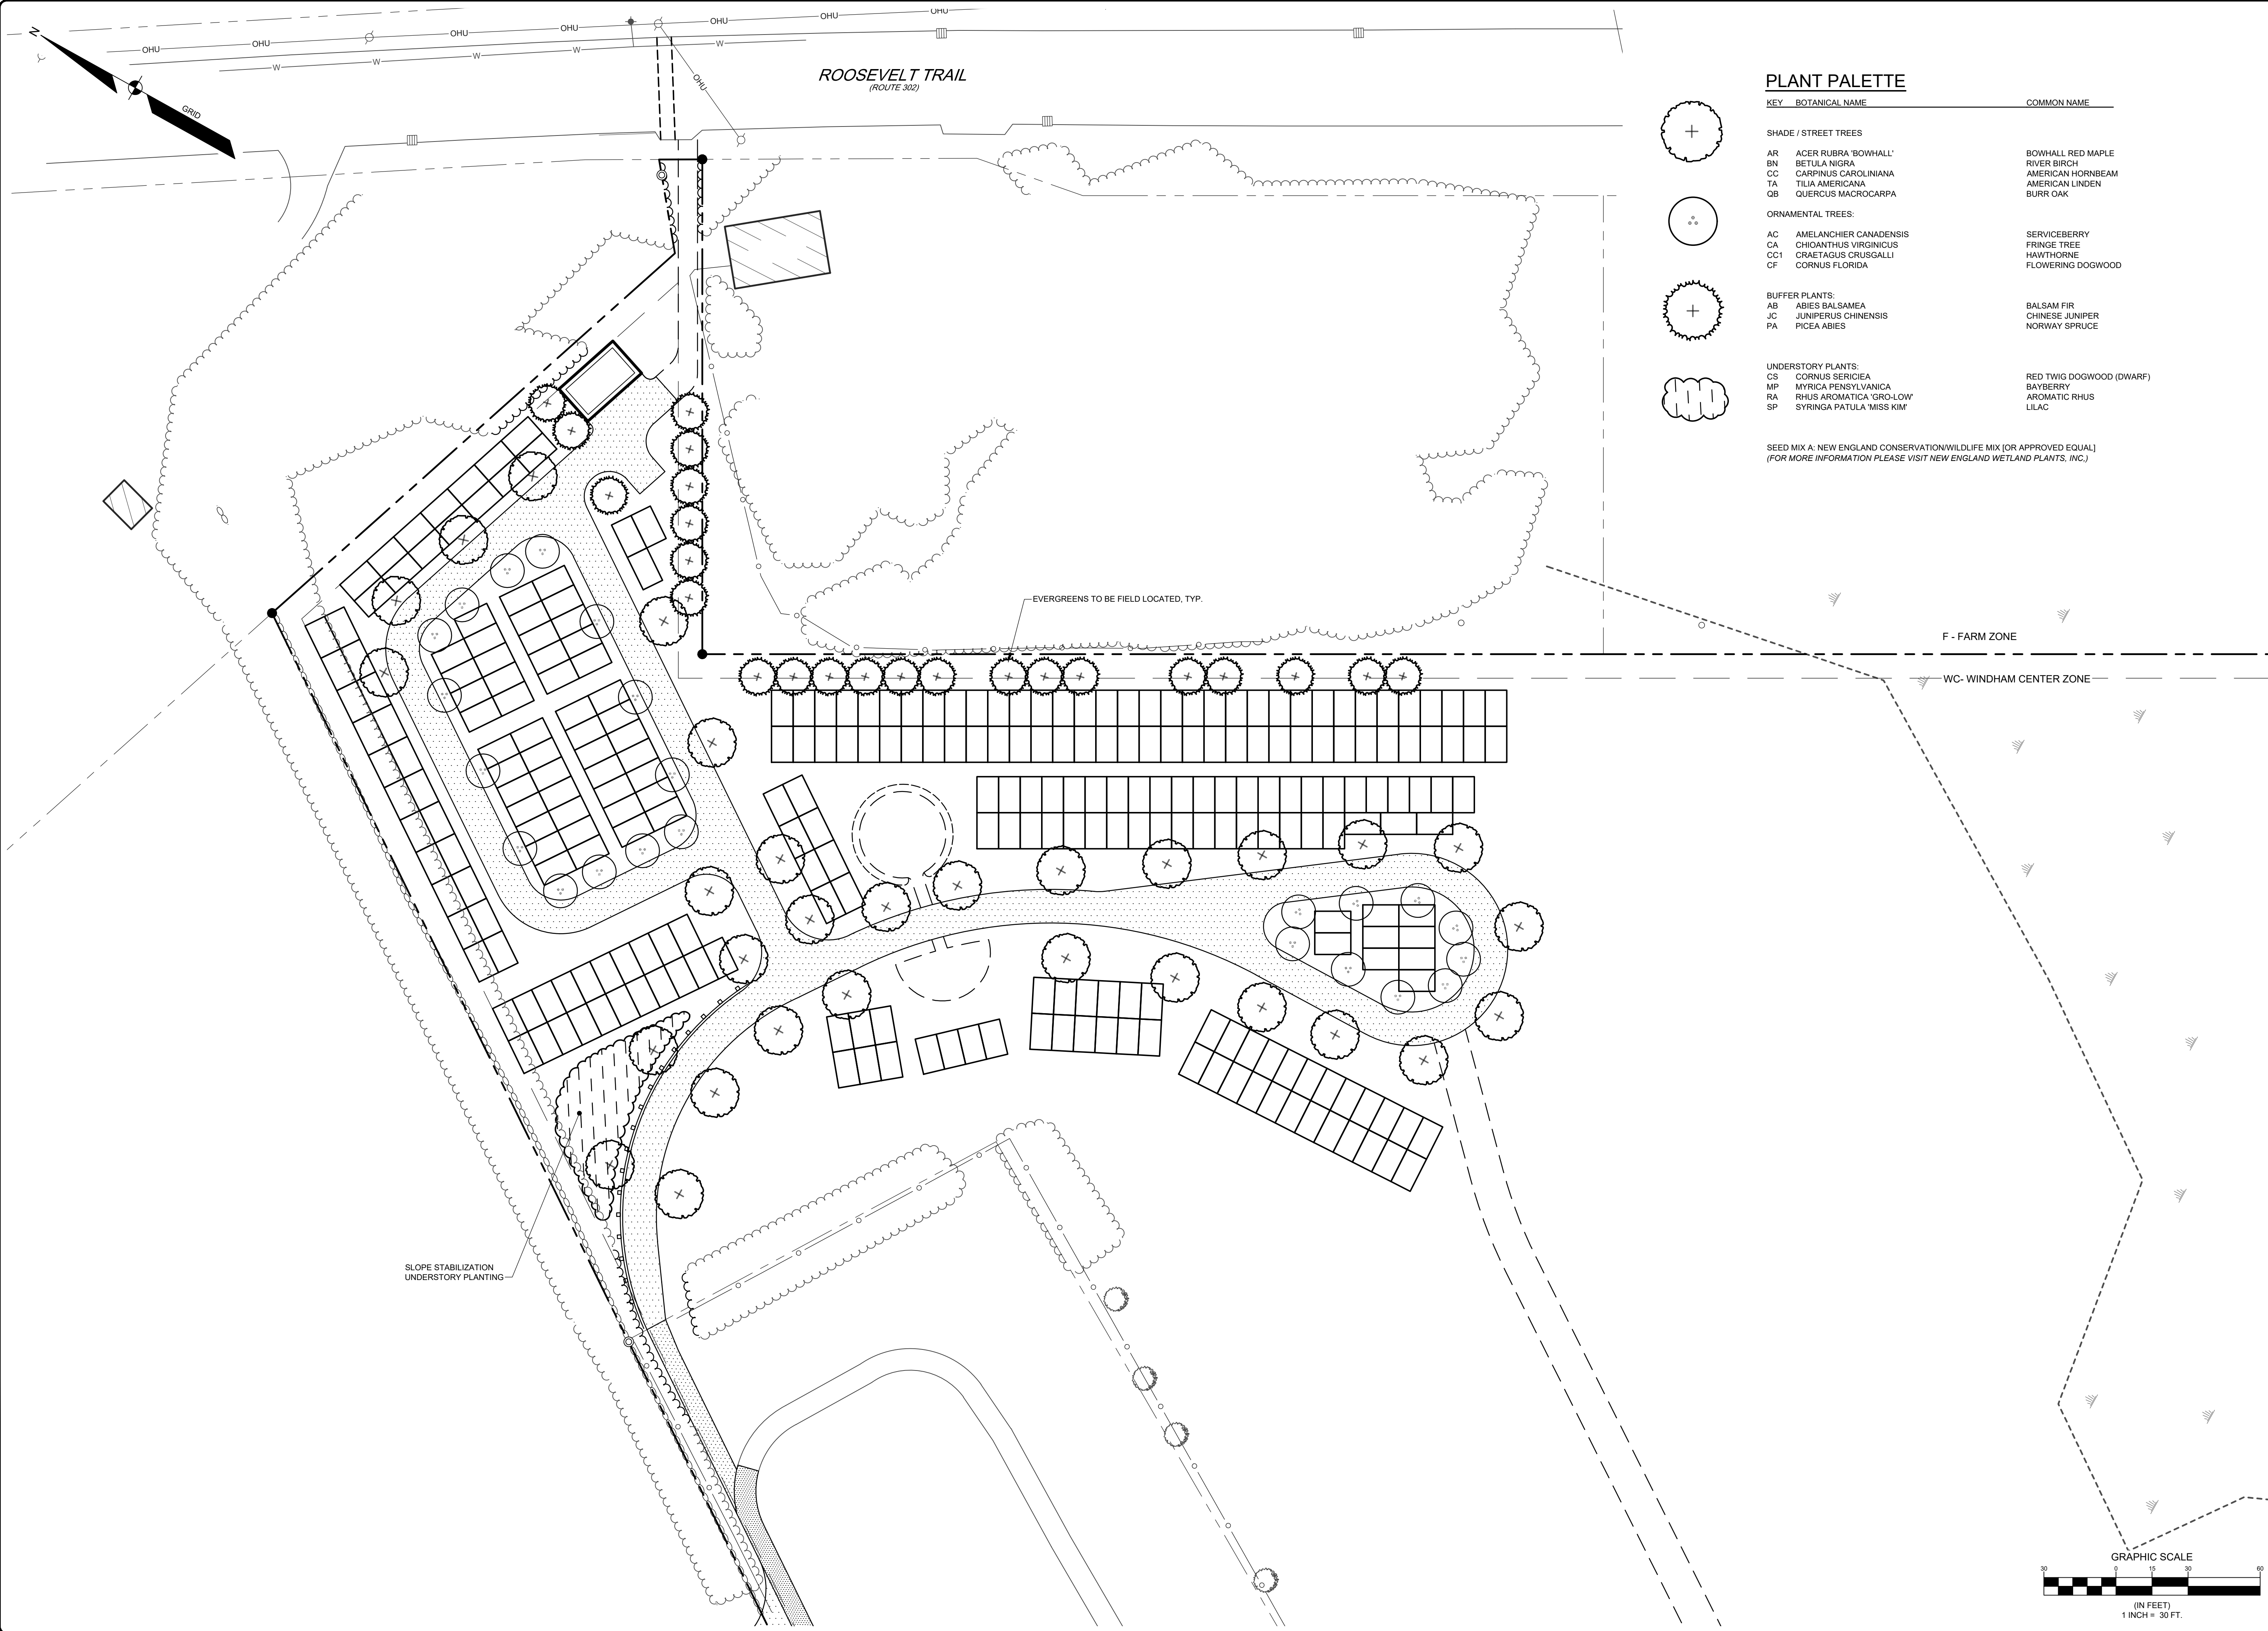 OHU
OHU
OHU
OHU
OHU
OHU
OHU
W
W
W
W
W
OHU
N
GRID
ROOSEVELT TRAIL
(ROUTE 302)
PLANT PALETTE
KEY BOTANICAL NAME COMMON NAME
SHADE / STREET TREES
AR ACER RUBRA 'BOWHALL' BOWHALL RED MAPLE
BN BETULA NIGRA RIVER BIRCH
CC CARPINUS CAROLINIANA AMERICAN HORNBEAM
TA TILIA AMERICANA AMERICAN LINDEN
QB QUERCUS MACROCARPA BURR OAK
ORNAMENTAL TREES:
AC AMELANCHIER CANADENSIS SERVICEBERRY
CA CHIOANTHUS VIRGINICUS FRINGE TREE
CC1 CRAETAGUS CRUSGALLI HAWTHORNE
CF CORNUS FLORIDA FLOWERING DOGWOOD
BUFFER PLANTS:
AB ABIES BALSAMEA BALSAM FIR
JC JUNIPERUS CHINENSIS CHINESE JUNIPER
PA PICEA ABIES NORWAY SPRUCE
UNDERSTORY PLANTS:
CS CORNUS SERICIEA RED TWIG DOGWOOD (DWARF)
MP MYRICA PENSYLVANICA BAYBERRY
RA RHUS AROMATICA 'GRO-LOW' AROMATIC RHUS
SP SYRINGA PATULA 'MISS KIM' LILAC
SEED MIX A: NEW ENGLAND CONSERVATION/WILDLIFE MIX [OR APPROVED EQUAL]
(FOR MORE INFORMATION PLEASE VISIT NEW ENGLAND WETLAND PLANTS, INC,)
EVERGREENS TO BE FIELD LOCATED, TYP.
F - FARM ZONE
WC- WINDHAM CENTER ZONE
SLOPE STABILIZATION
UNDERSTORY PLANTING
GRAPHIC SCALE
30 0 15 30 60
(IN FEET)
1 INCH = 30 FT.